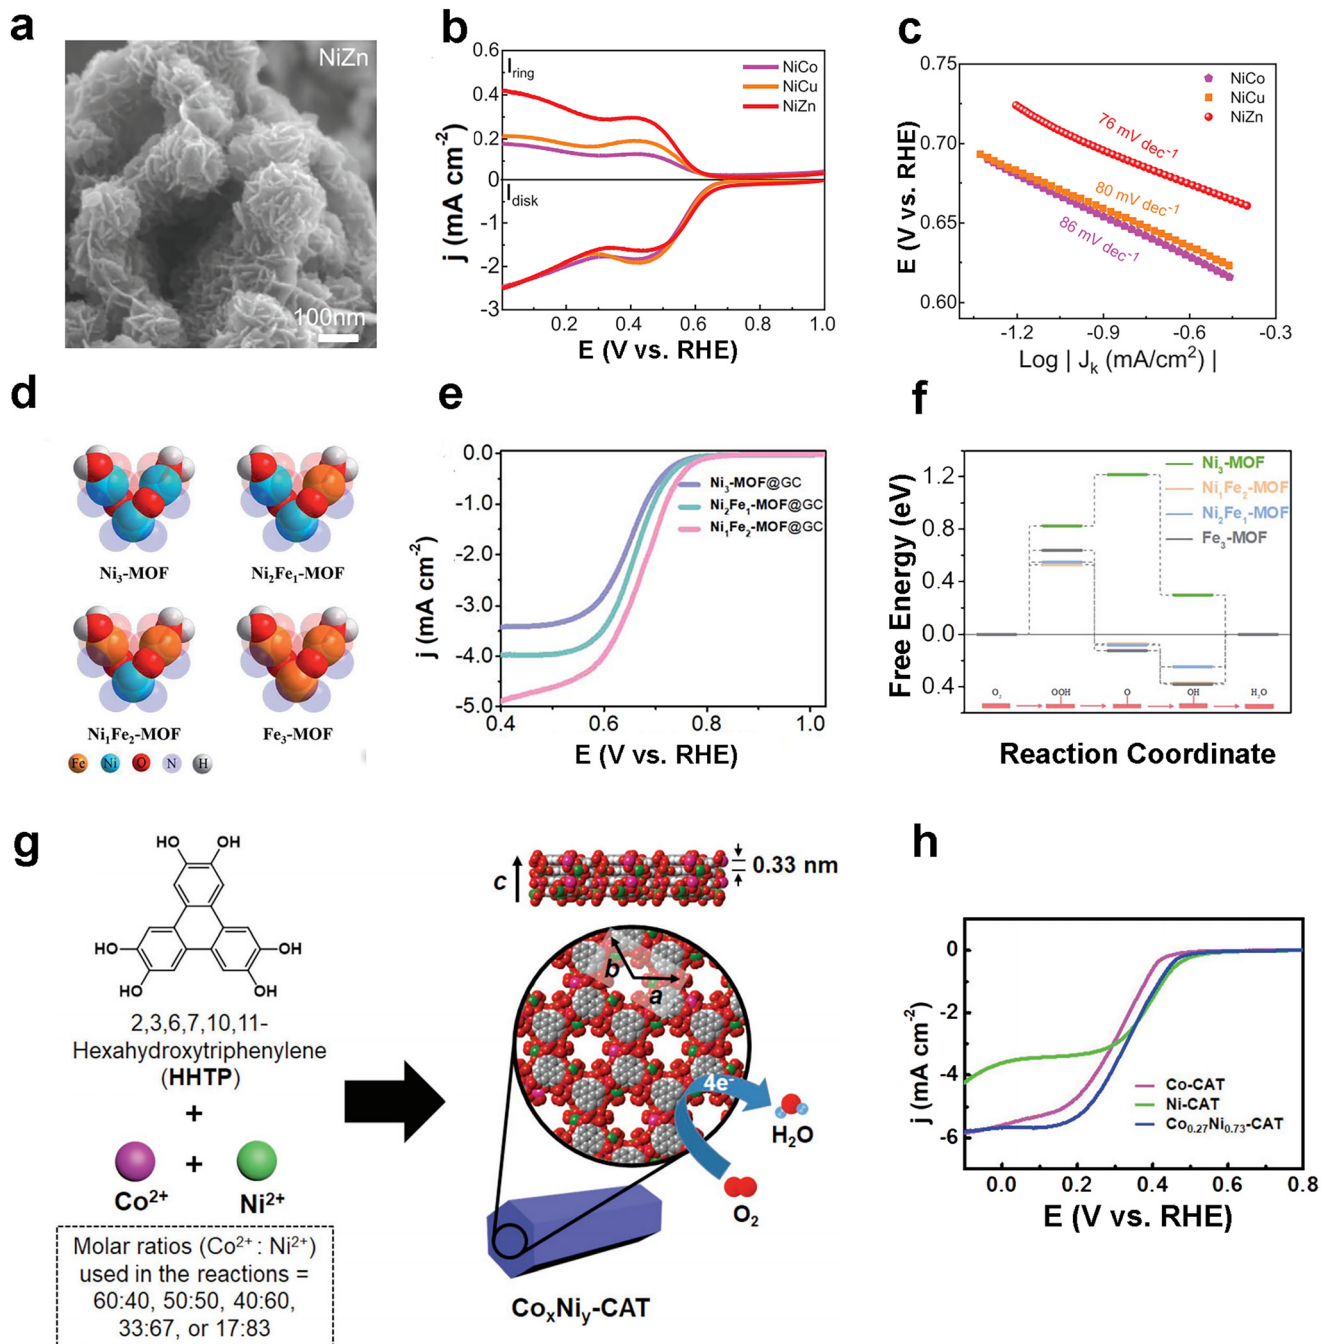 a
NiZn
100nm
b
0.6
0.4
0.2
0
-1
-2
-3
I_ring
I_disk
NiCo
NiCu
NiZn
j (mA cm⁻²)
0.2 0.4 0.6 0.8 1.0
E (V vs. RHE)
c
0.75
0.70
0.65
0.60
NiCo
NiCu
NiZn
76 mV dec⁻¹
80 mV dec⁻¹
86 mV dec⁻¹
E (V vs. RHE)
-1.2 -0.9 -0.6 -0.3
Log | J_k (mA/cm²) |
d
Ni₃-MOF
Ni₂Fe₁-MOF
Ni₁Fe₂-MOF
Fe₃-MOF
Fe Ni O N H
e
0.0
-1.0
-2.0
-3.0
-4.0
-5.0
Ni₃-MOF@GC
Ni₂Fe₁-MOF@GC
Ni₁Fe₂-MOF@GC
j (mA cm⁻²)
0.4 0.6 0.8 1.0
E (V vs. RHE)
f
1.2
0.8
0.4
0.0
0.4
Ni₃-MOF
Ni₁Fe₂-MOF
Ni₂Fe₁-MOF
Fe₃-MOF
Free Energy (eV)
O₂ OOH O OH H₂O
Reaction Coordinate
g
HO OH
HO OH
HO OH
2,3,6,7,10,11-
Hexahydroxytriphenylene
(HHTP)
+
+
Co²⁺ Ni²⁺
Molar ratios (Co²⁺ : Ni²⁺)
used in the reactions =
60:40, 50:50, 40:60,
33:67, or 17:83
c
0.33 nm
b
a
4e⁻
H₂O
O₂
CoₓNiᵧ-CAT
h
0
-2
-4
-6
Co-CAT
Ni-CAT
Co₀.₂₇Ni₀.₇₃-CAT
j (mA cm⁻²)
0.0 0.2 0.4 0.6 0.8
E (V vs. RHE)